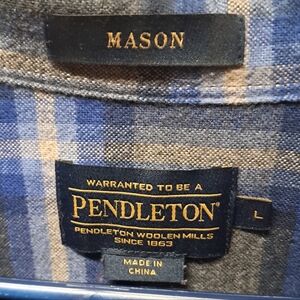 MASON
WARRANTED TO BE A
PENDLETON®
PENDLETON WOOLEN MILLS
SINCE 1863
L
MADE IN
CHINA